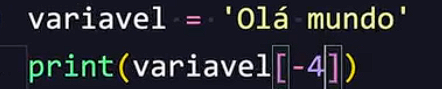 variavel = 'Olá mundo'
print(variavel[-4])